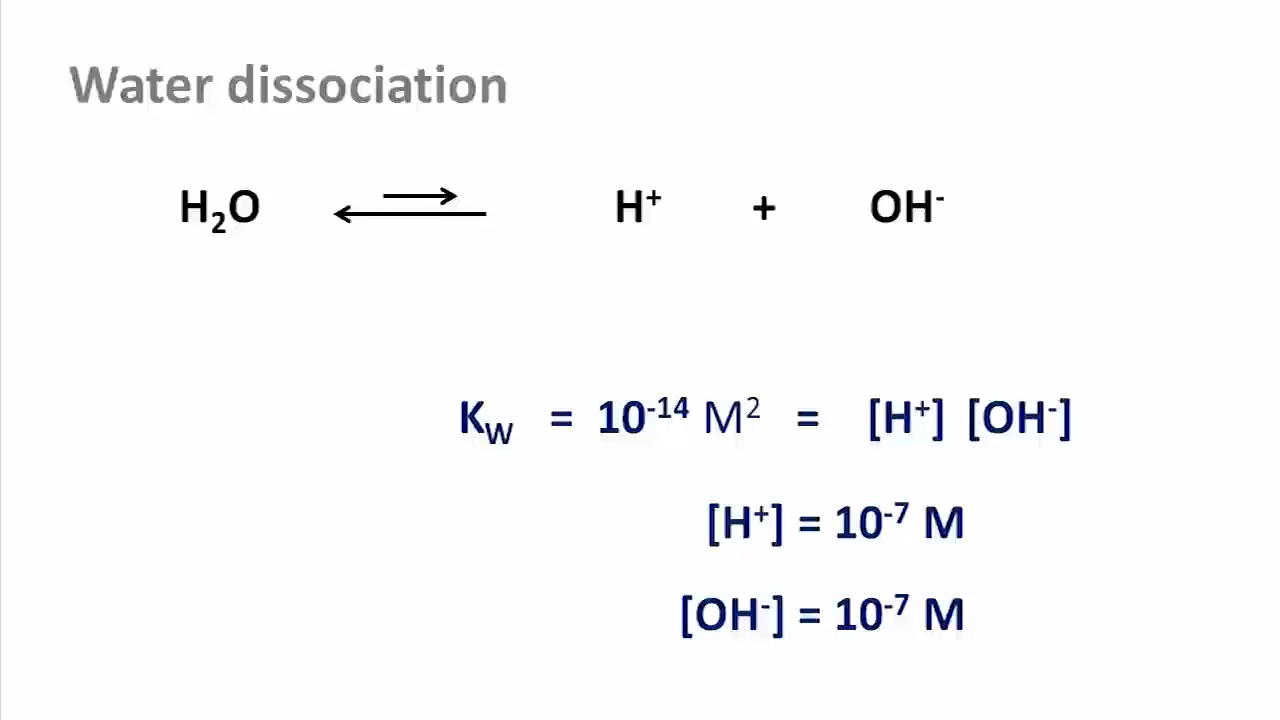 Water dissociation
H₂O ⇌ H⁺ + OH⁻
K_W = 10⁻¹⁴ M² = [H⁺] [OH⁻]
[H⁺] = 10⁻⁷ M
[OH⁻] = 10⁻⁷ M